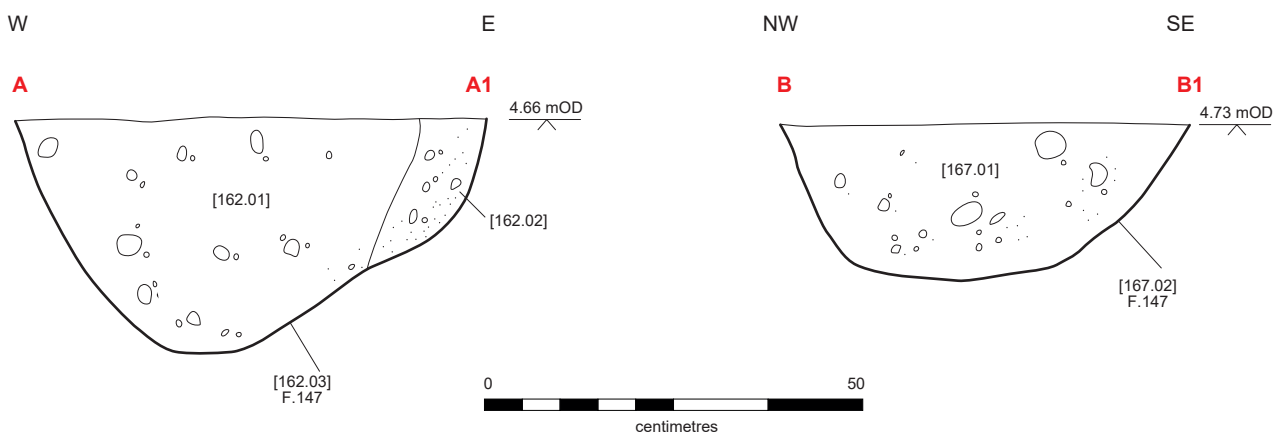 W
E
A
A1
4.66 mOD
[162.01]
[162.02]
[162.03]
F.147
NW
SE
B
B1
4.73 mOD
[167.01]
[167.02]
F.147
0
50
centimetres